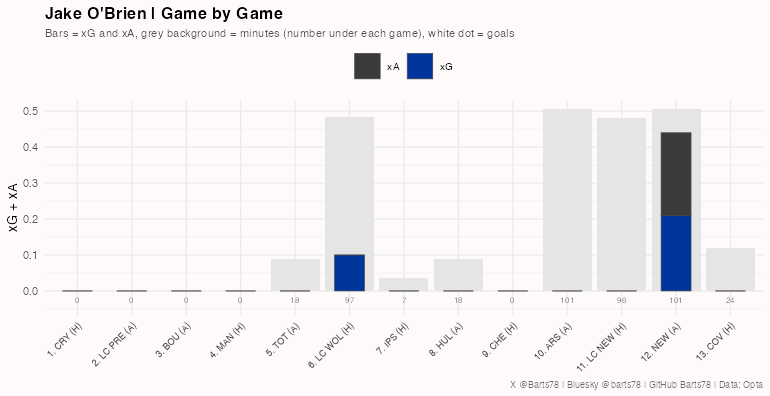 Jake O'Brien | Game by Game
Bars = xG and xA, grey background = minutes (number under each game), white dot = goals
xA xG
xG + xA
0.5
0.4
0.3
0.2
0.1
0.0
0 0 0 0 18 97 7 18 0 101 96 101 24
1. CRY (H)
2. LC PRE (A)
3. BOU (A)
4. MAN (H)
5. TOT (A)
6. LC WOL (H)
7. IPS (H)
8. HUL (A)
9. CHE (H)
10. ARS (A)
11. LC NEW (H)
12. NEW (A)
13. COV (H)
X @Barts78 | Bluesky @barts78 | GitHub Barts78 | Data: Opta